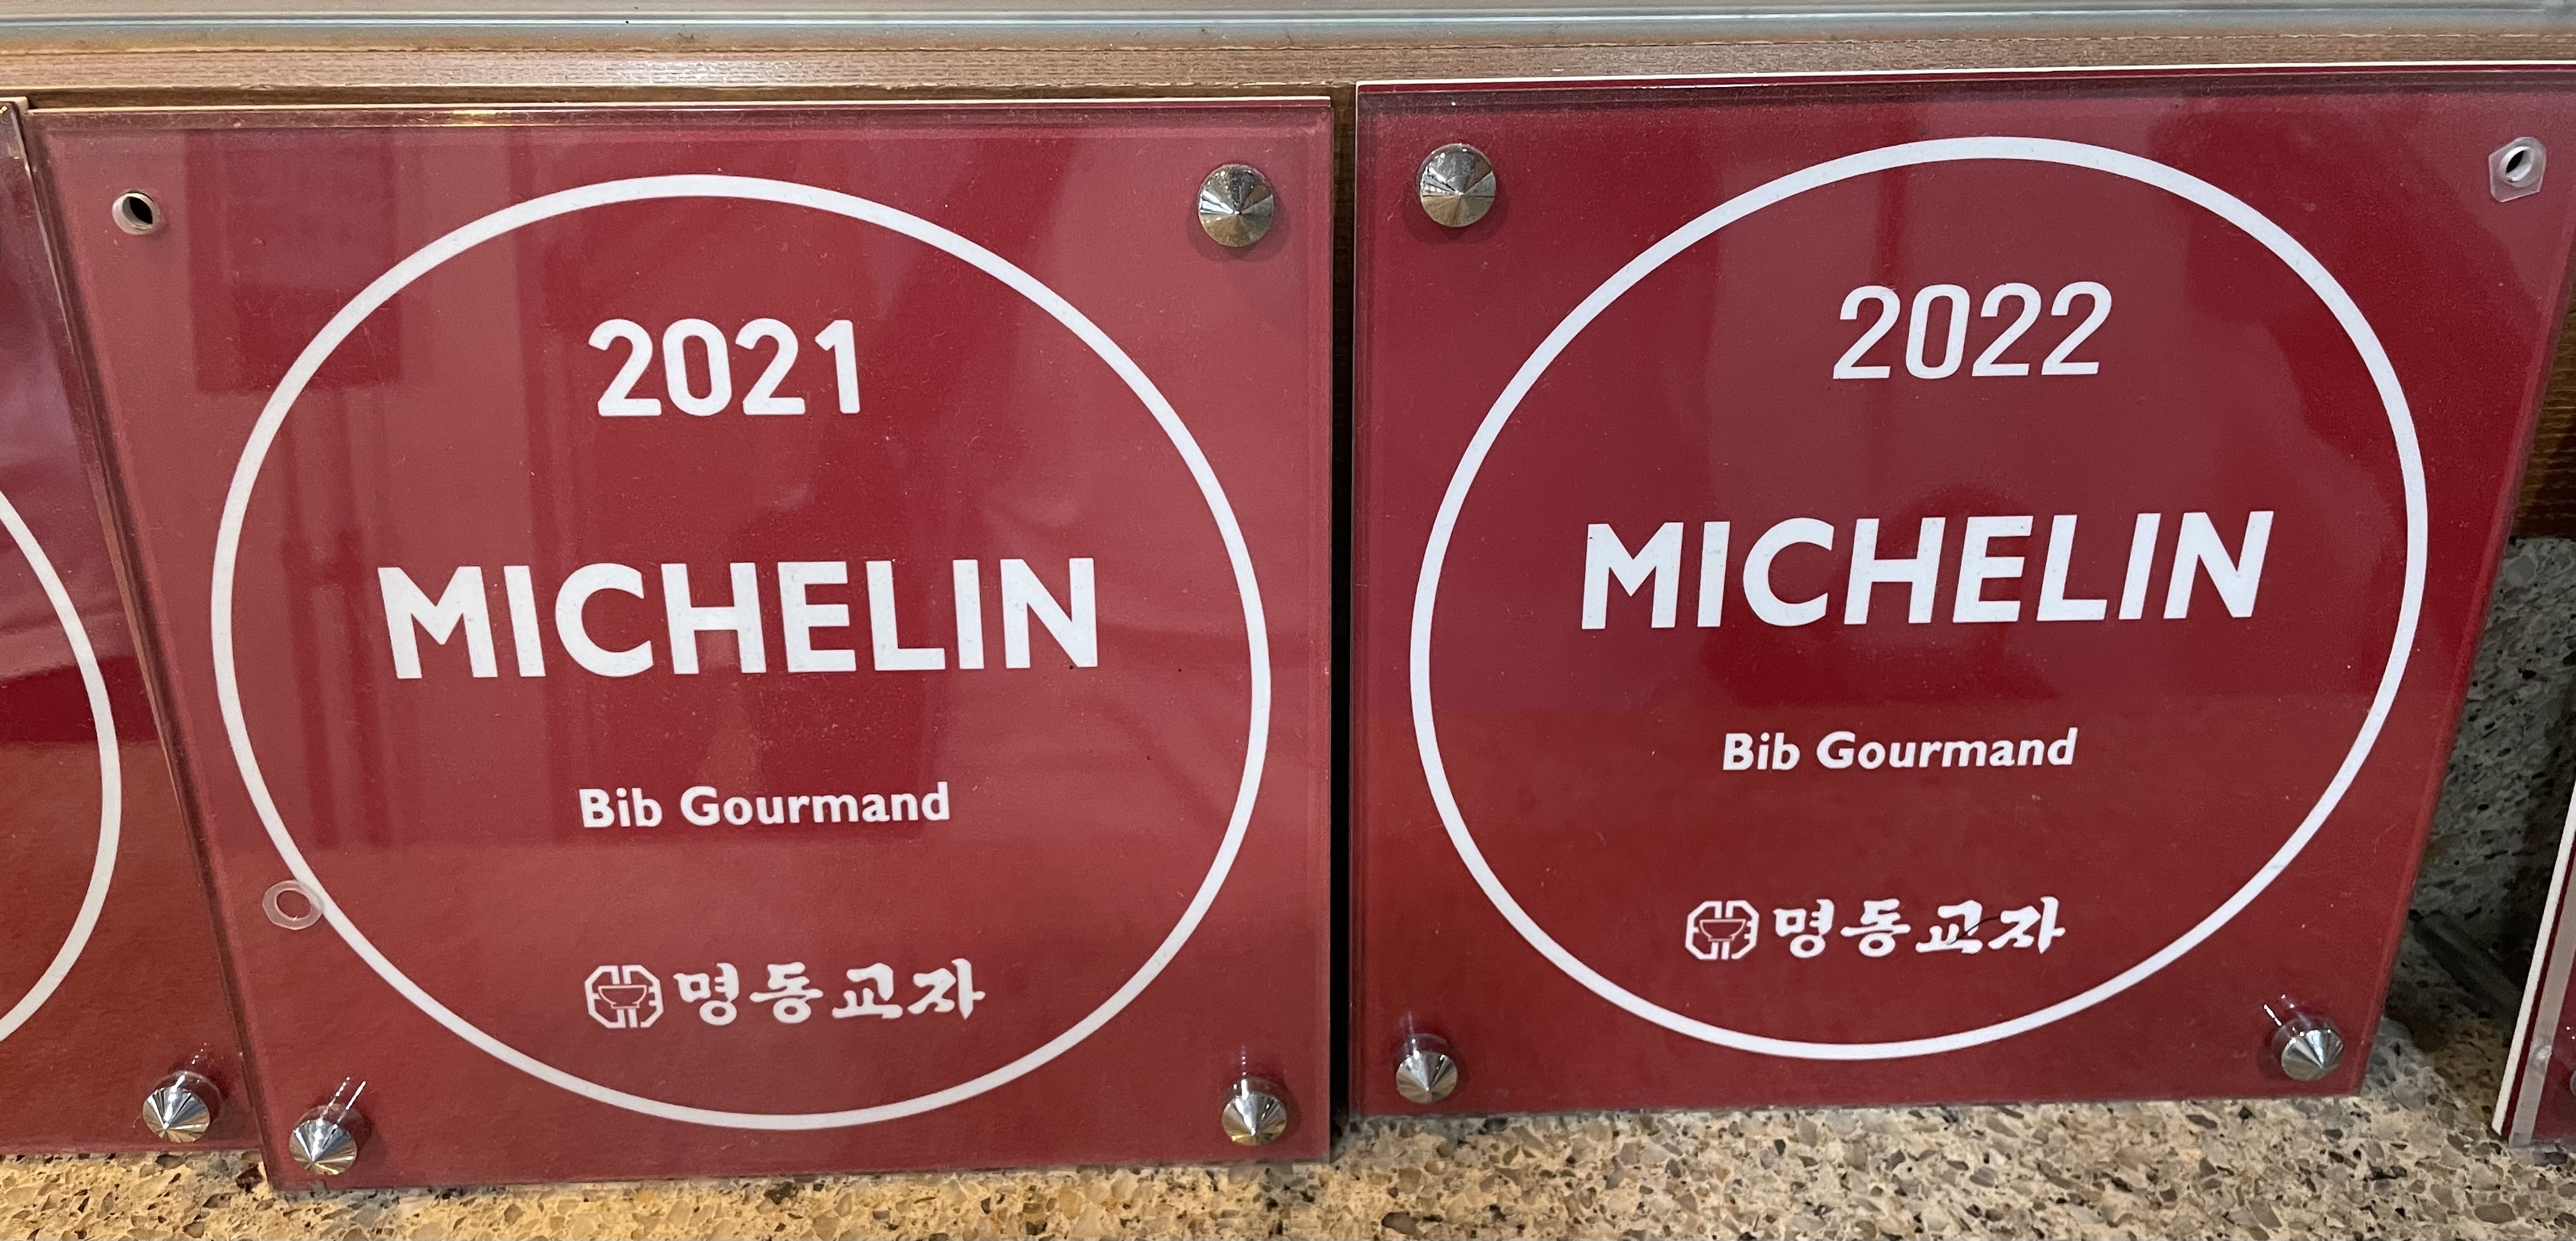 2021
MICHELIN
Bib Gourmand
명동교자
2022
MICHELIN
Bib Gourmand
명동교자